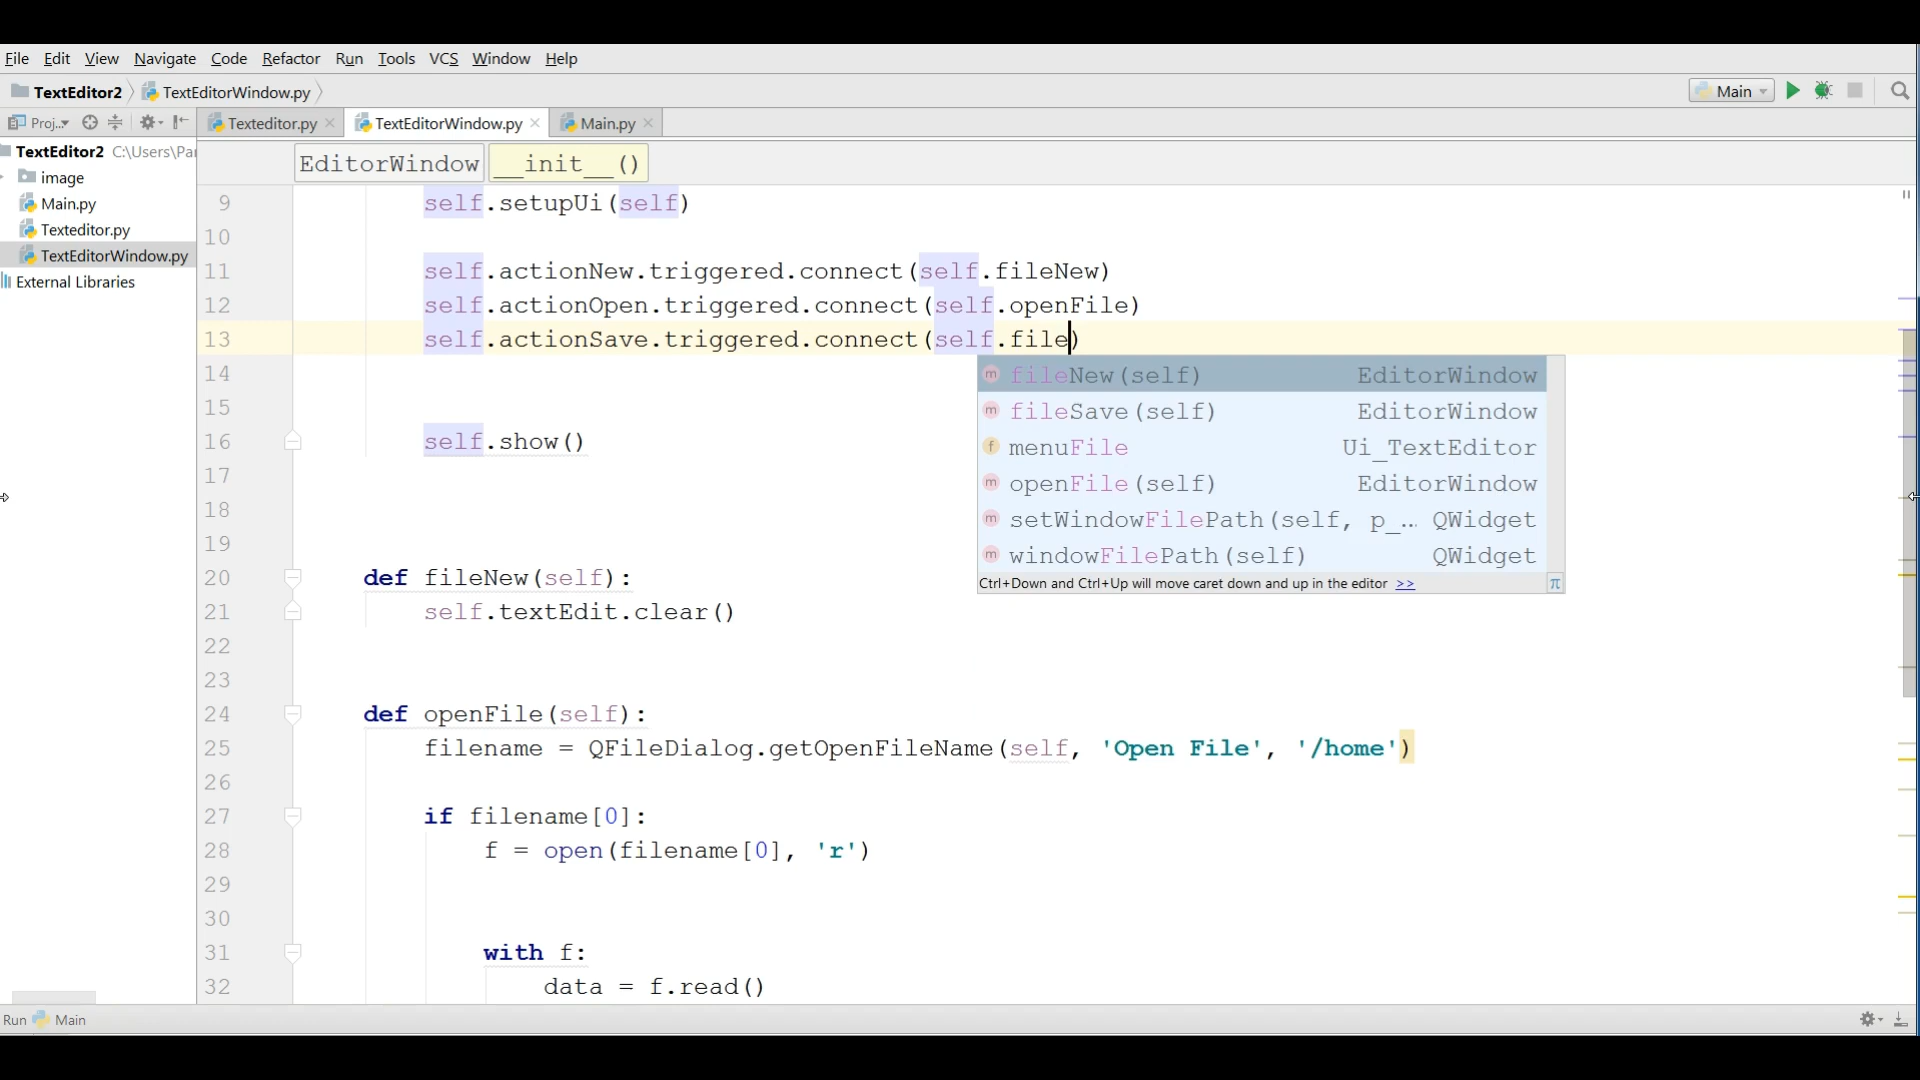 File Edit View Navigate Code Refactor Run Tools VCS Window Help
TextEditor2 TextEditorWindow.py Main
Proj... Texteditor.py TextEditorWindow.py Main.py
TextEditor2 C:\Users\Par
image
Main.py
Texteditor.py
TextEditorWindow.py
External Libraries
EditorWindow __init__()
9 self.setupUi(self)
10
11 self.actionNew.triggered.connect(self.fileNew)
12 self.actionOpen.triggered.connect(self.openFile)
13 self.actionSave.triggered.connect(self.file)
14
15
16 self.show()
17
18
19
20 def fileNew(self):
21 self.textEdit.clear()
22
23
24 def openFile(self):
25 filename = QFileDialog.getOpenFileName(self, 'Open File', '/home')
26
27 if filename[0]:
28 f = open(filename[0], 'r')
29
30
31 with f:
32 data = f.read()
m fileNew(self) EditorWindow
m fileSave(self) EditorWindow
f menuFile Ui_TextEditor
m openFile(self) EditorWindow
m setWindowFilePath(self, p_… QWidget
m windowFilePath(self) QWidget
Ctrl+Down and Ctrl+Up will move caret down and up in the editor >> π
Run Main